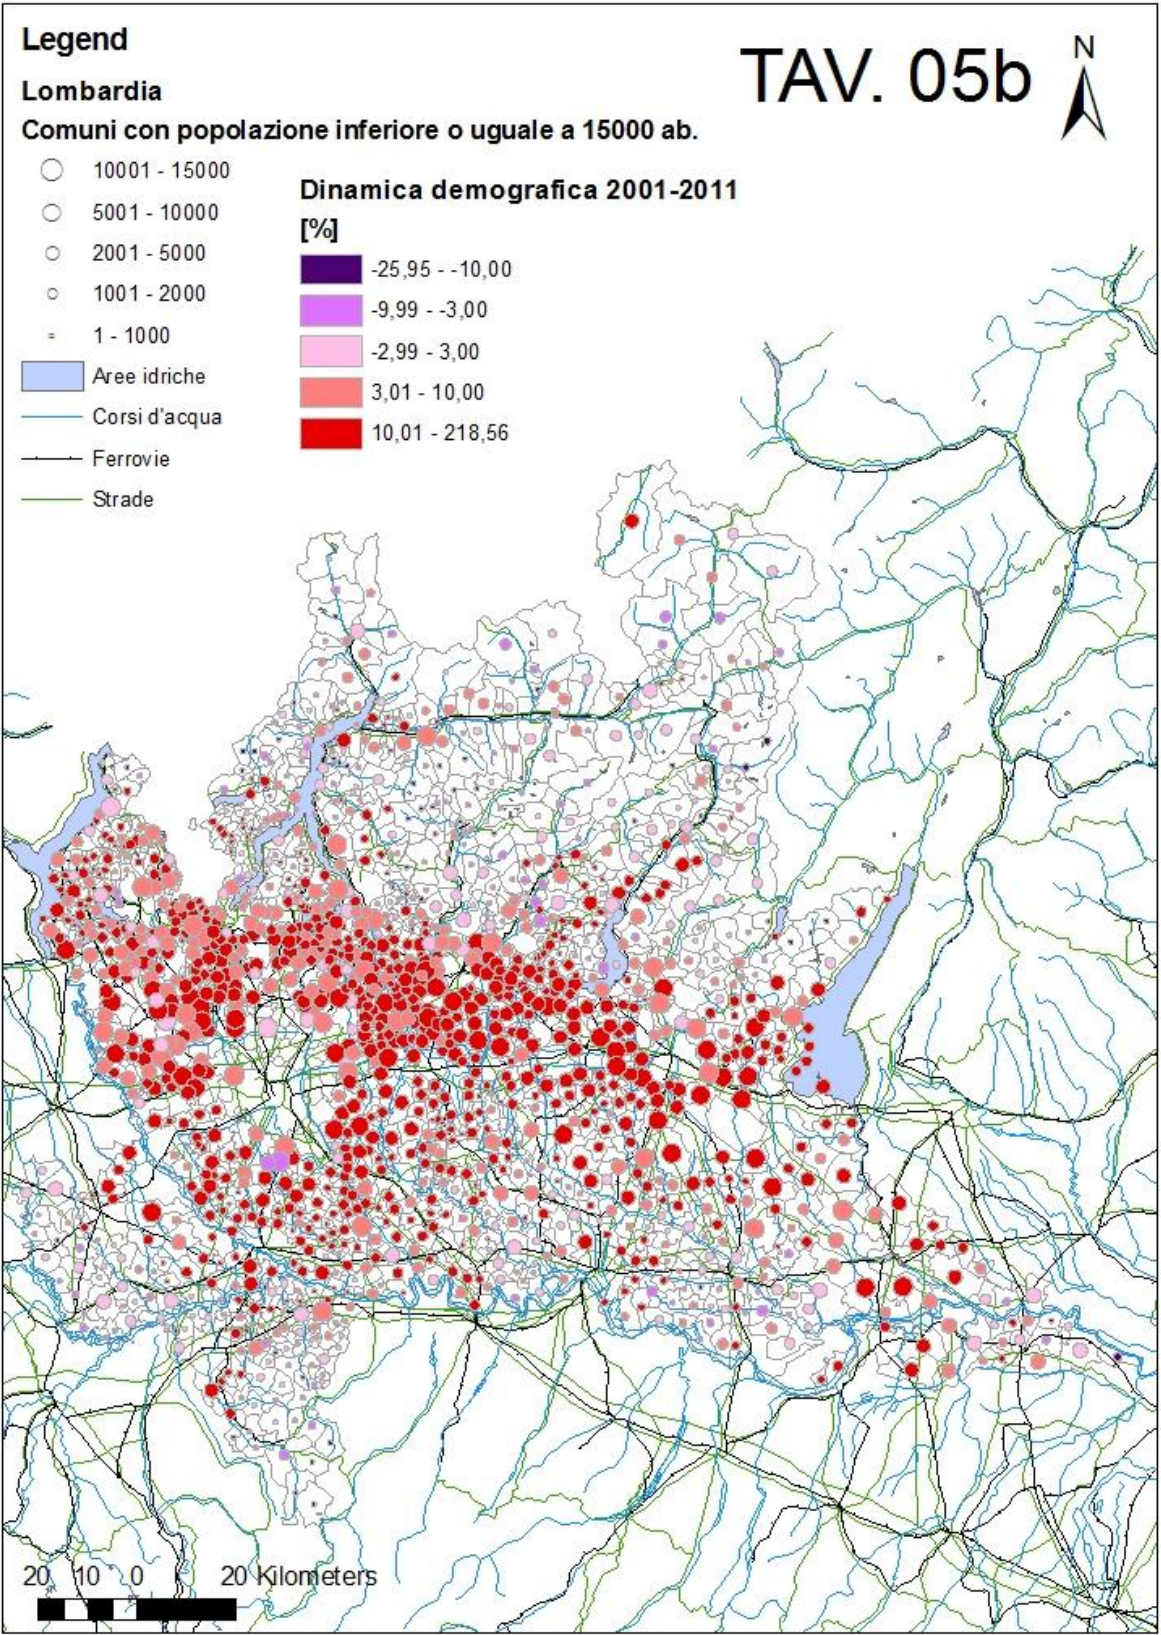 Legend
TAV. 05b
N
Lombardia
Comuni con popolazione inferiore o uguale a 15000 ab.
10001 - 15000
5001 - 10000
2001 - 5000
1001 - 2000
1 - 1000
Aree idriche
Corsi d'acqua
Ferrovie
Strade
Dinamica demografica 2001-2011
[%]
-25,95 - -10,00
-9,99 - -3,00
-2,99 - 3,00
3,01 - 10,00
10,01 - 218,56
20 10 0 20 Kilometers